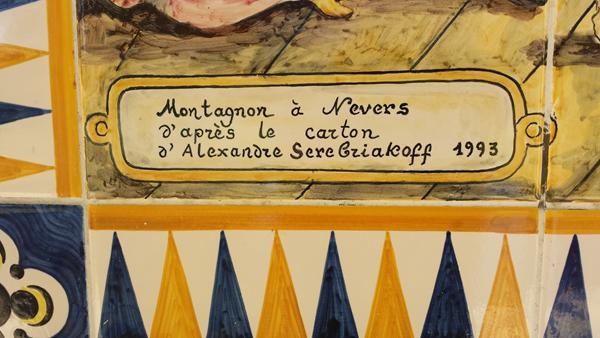 Montagnon à Nevers
d'après le carton
d'Alexandre Serebriakoff 1993